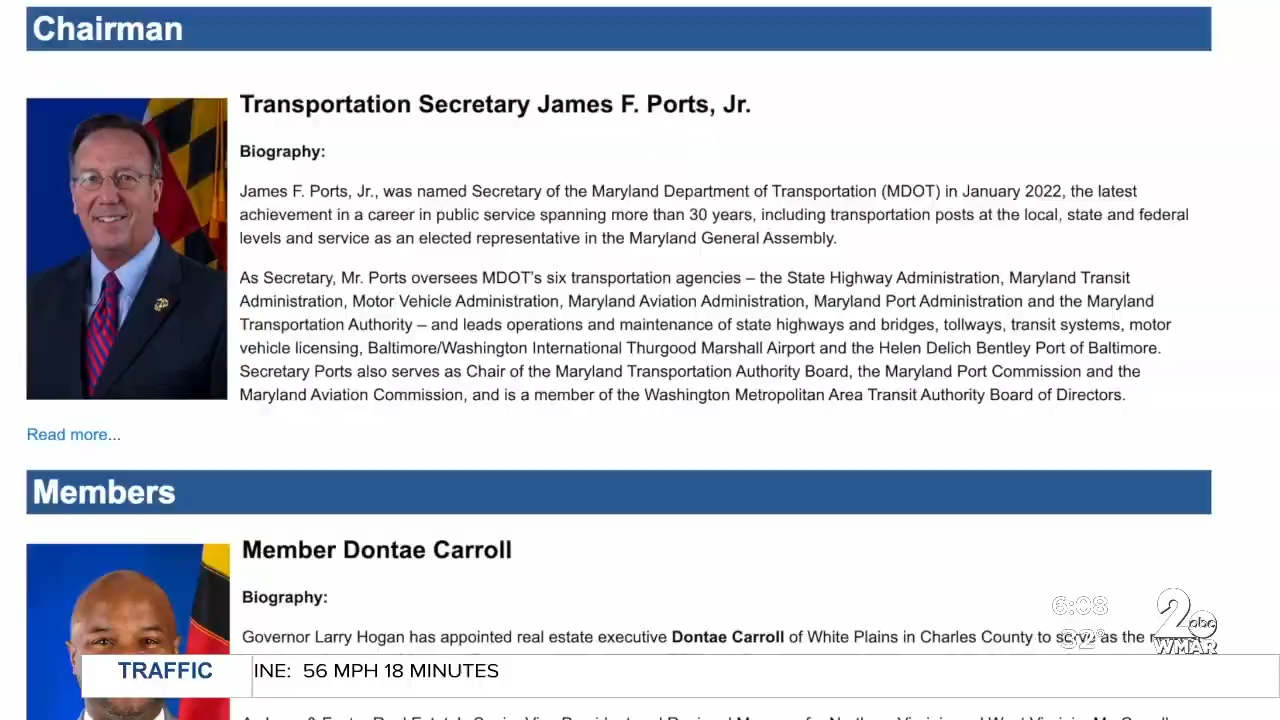 Chairman
Transportation Secretary James F. Ports, Jr.
Biography:
James F. Ports, Jr., was named Secretary of the Maryland Department of Transportation (MDOT) in January 2022, the latest
achievement in a career in public service spanning more than 30 years, including transportation posts at the local, state and federal
levels and service as an elected representative in the Maryland General Assembly.
As Secretary, Mr. Ports oversees MDOT's six transportation agencies – the State Highway Administration, Maryland Transit
Administration, Motor Vehicle Administration, Maryland Aviation Administration, Maryland Port Administration and the Maryland
Transportation Authority – and leads operations and maintenance of state highways and bridges, tollways, transit systems, motor
vehicle licensing, Baltimore/Washington International Thurgood Marshall Airport and the Helen Delich Bentley Port of Baltimore.
Secretary Ports also serves as Chair of the Maryland Transportation Authority Board, the Maryland Port Commission and the
Maryland Aviation Commission, and is a member of the Washington Metropolitan Area Transit Authority Board of Directors.
Read more...
Members
Member Dontae Carroll
Biography:
Governor Larry Hogan has appointed real estate executive Dontae Carroll of White Plains in Charles County to serve as the
6:08
32°
2 abc
WMAR
TRAFFIC
INE: 56 MPH 18 MINUTES